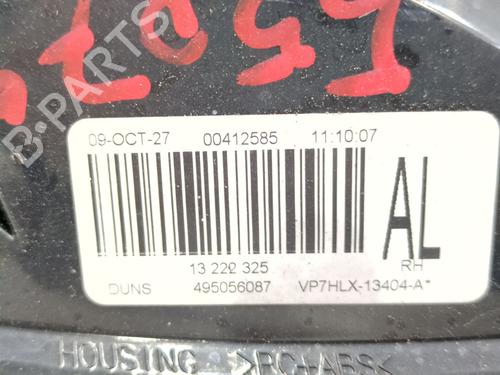 B-PARTS
09-OCT-27 00412585 11:10:07
AL
13 222 325 RH
DUNS 495056087 VP7HLX-13404-A*
HOUSING >PC+ABS<